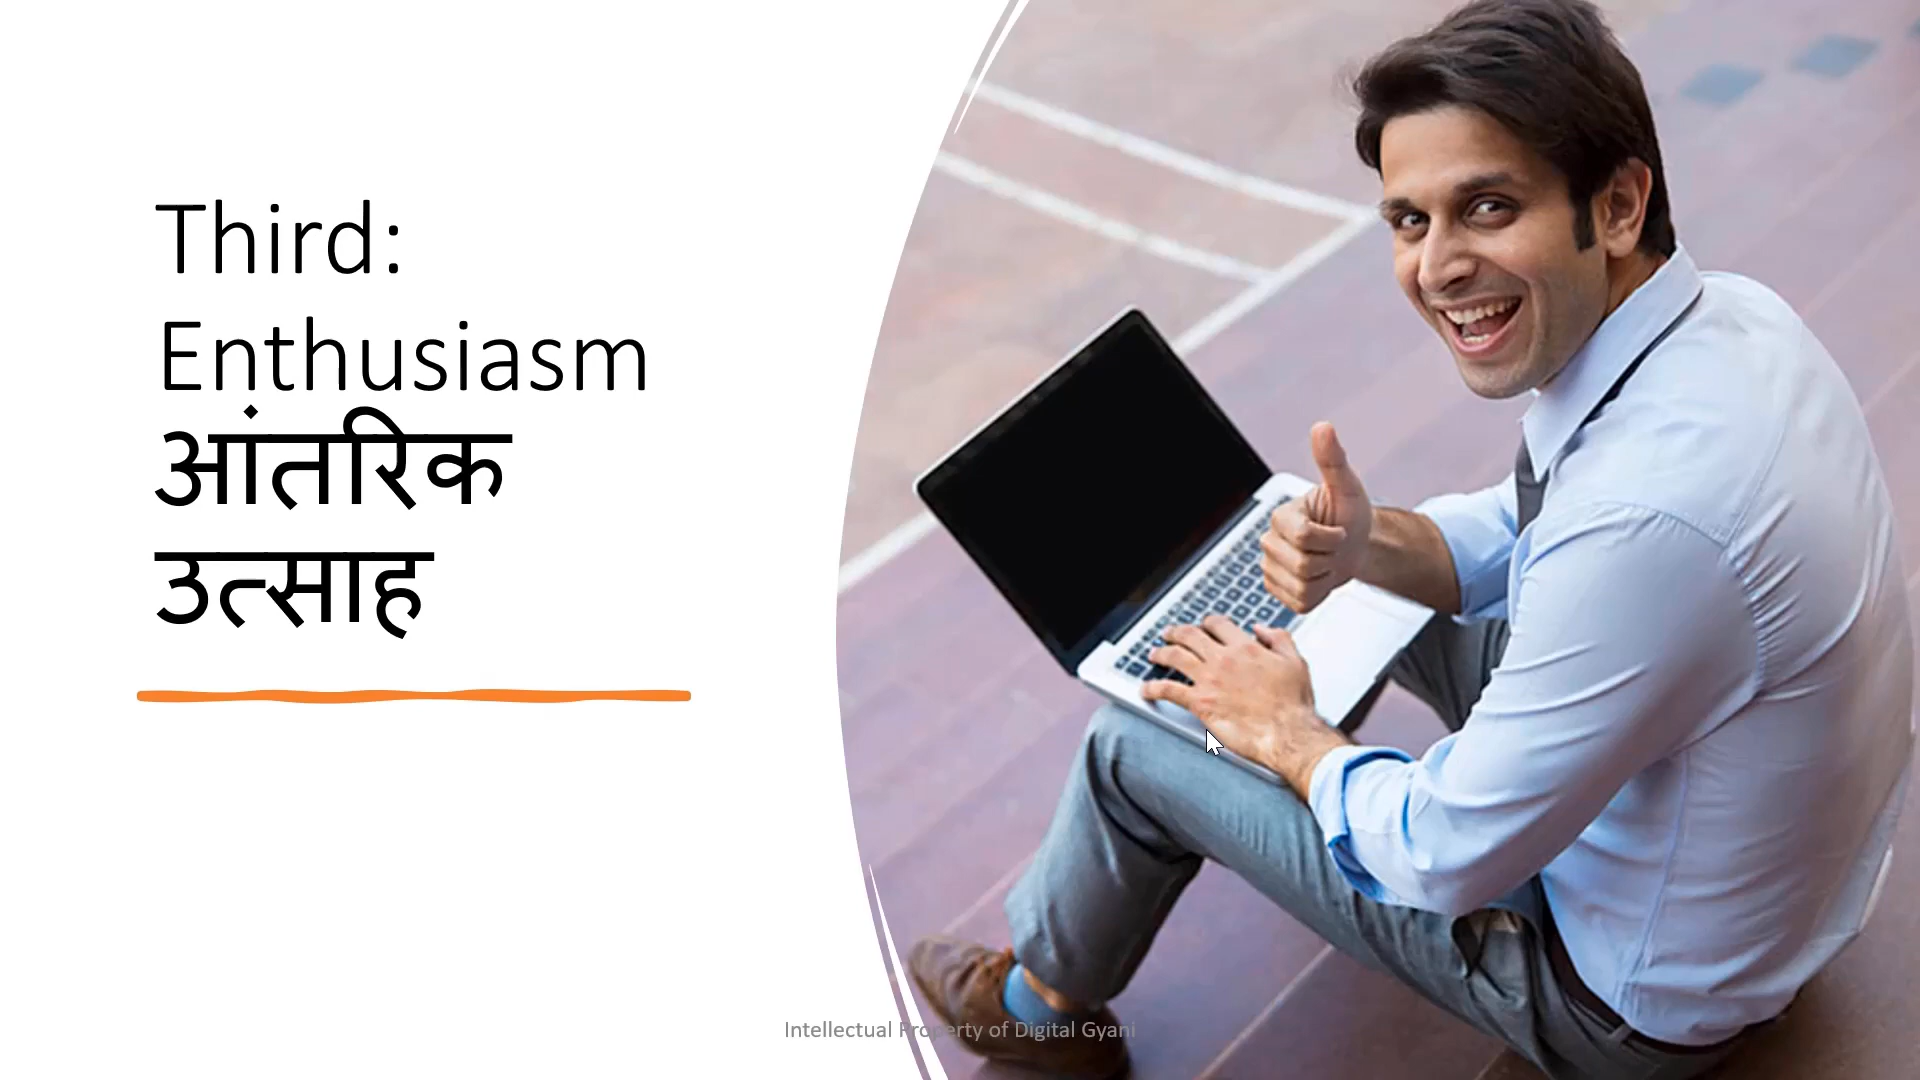 Third:
Enthusiasm
आंतरिक
उत्साह
Intellectual Property of Digital Gyani